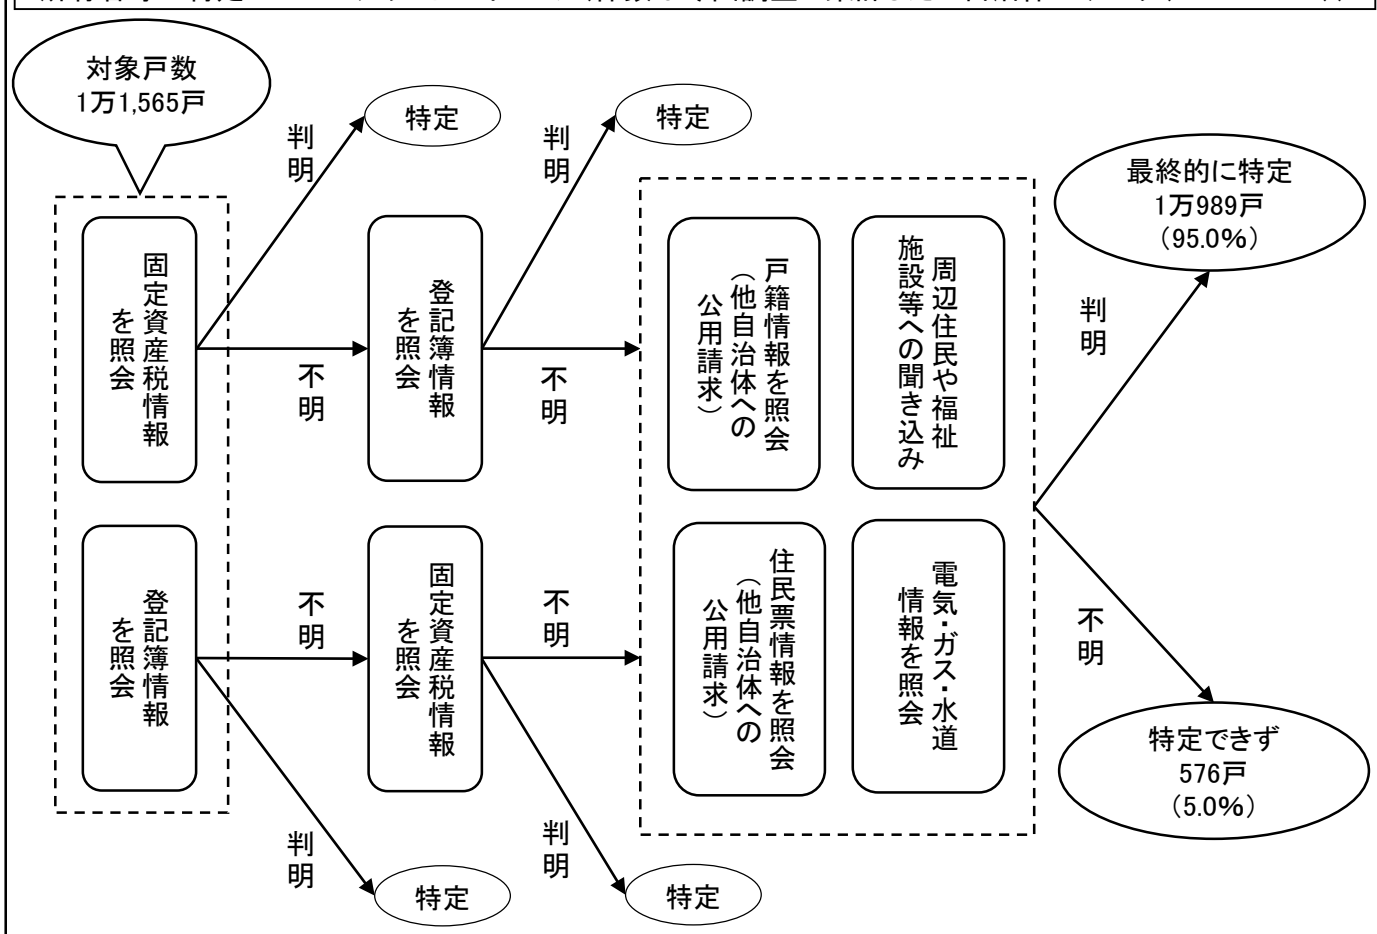 対象戸数
1万1,565戸
判明
特定
判明
特定
固定資産税情報
を照会
不明
登記簿情報
を照会
不明
戸籍情報を照会
（他自治体への
公用請求）
周辺住民や福祉
施設等への聞き込み
判明
最終的に特定
1万989戸
（95.0%）
登記簿情報
を照会
不明
固定資産税情報
を照会
不明
住民票情報を照会
（他自治体への
公用請求）
電気・ガス・水道
情報を照会
不明
特定できず
576戸
（5.0%）
判明
特定
判明
特定